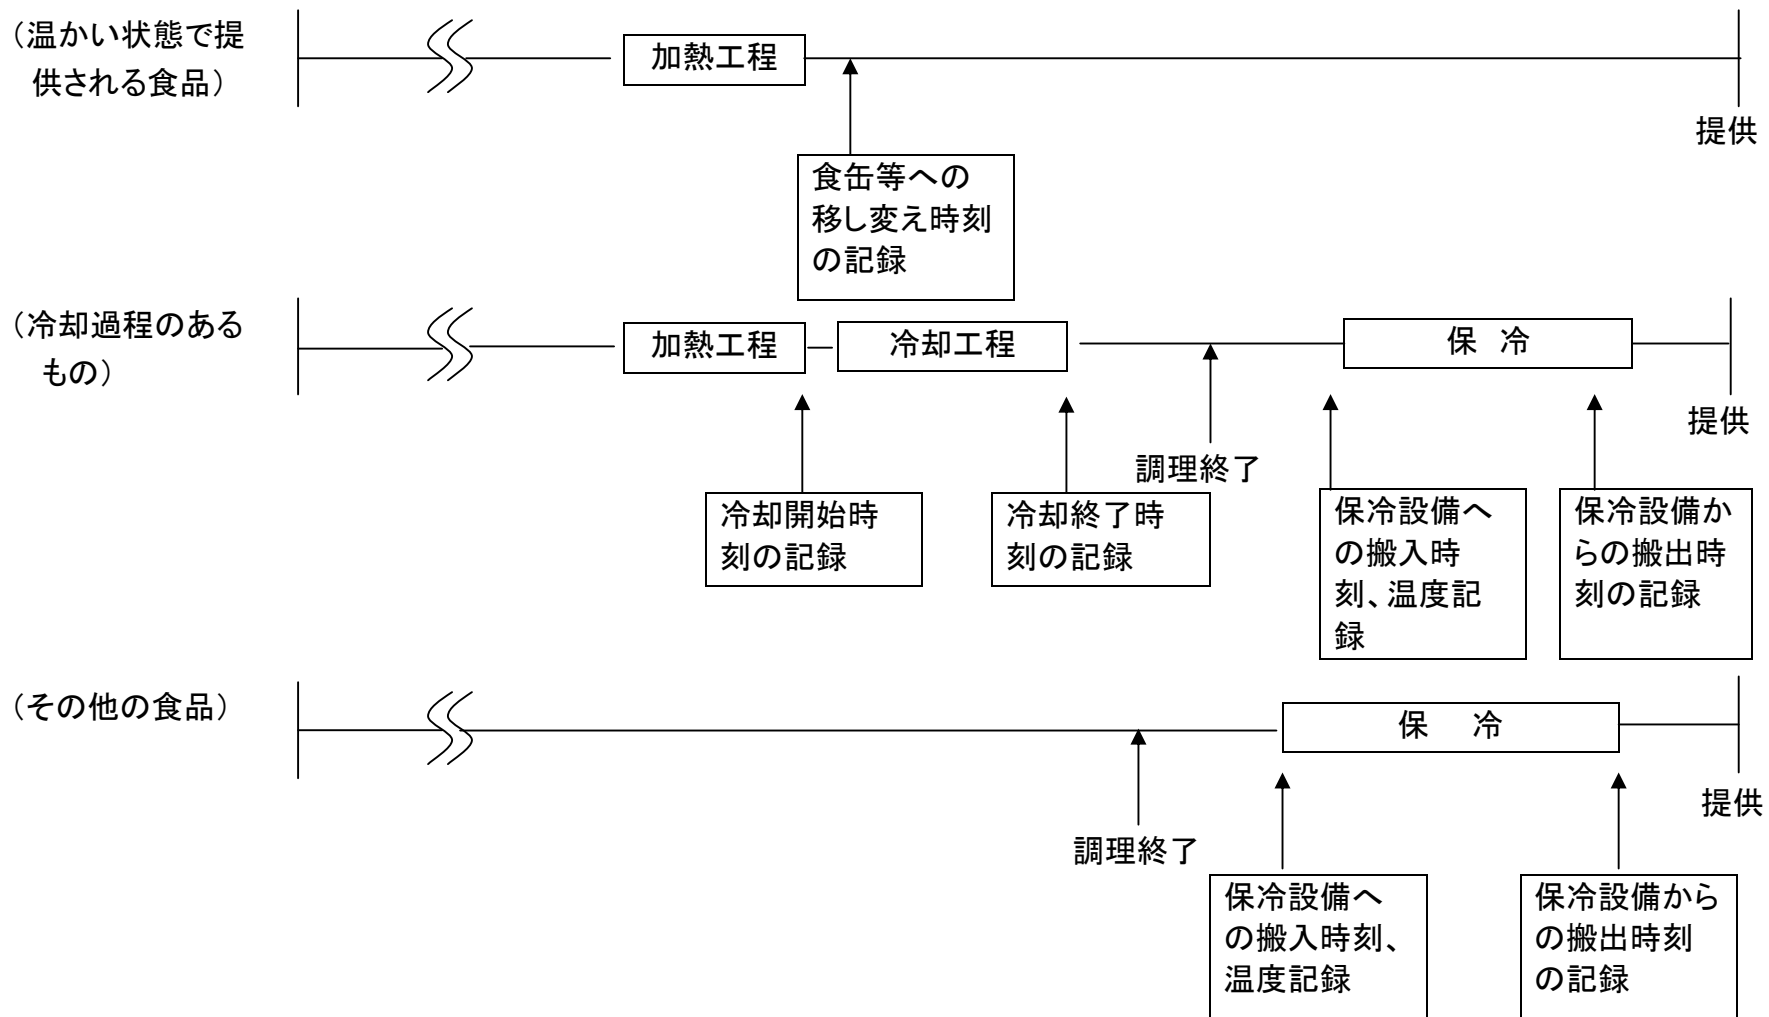 （温かい状態で提
供される食品）
加熱工程
提供
食缶等への
移し変え時刻
の記録
（冷却過程のある
もの）
加熱工程
冷却工程
保 冷
提供
調理終了
冷却開始時
刻の記録
冷却終了時
刻の記録
保冷設備へ
の搬入時
刻、温度記
録
保冷設備か
らの搬出時
刻の記録
（その他の食品）
保 冷
提供
調理終了
保冷設備へ
の搬入時刻、
温度記録
保冷設備から
の搬出時刻
の記録